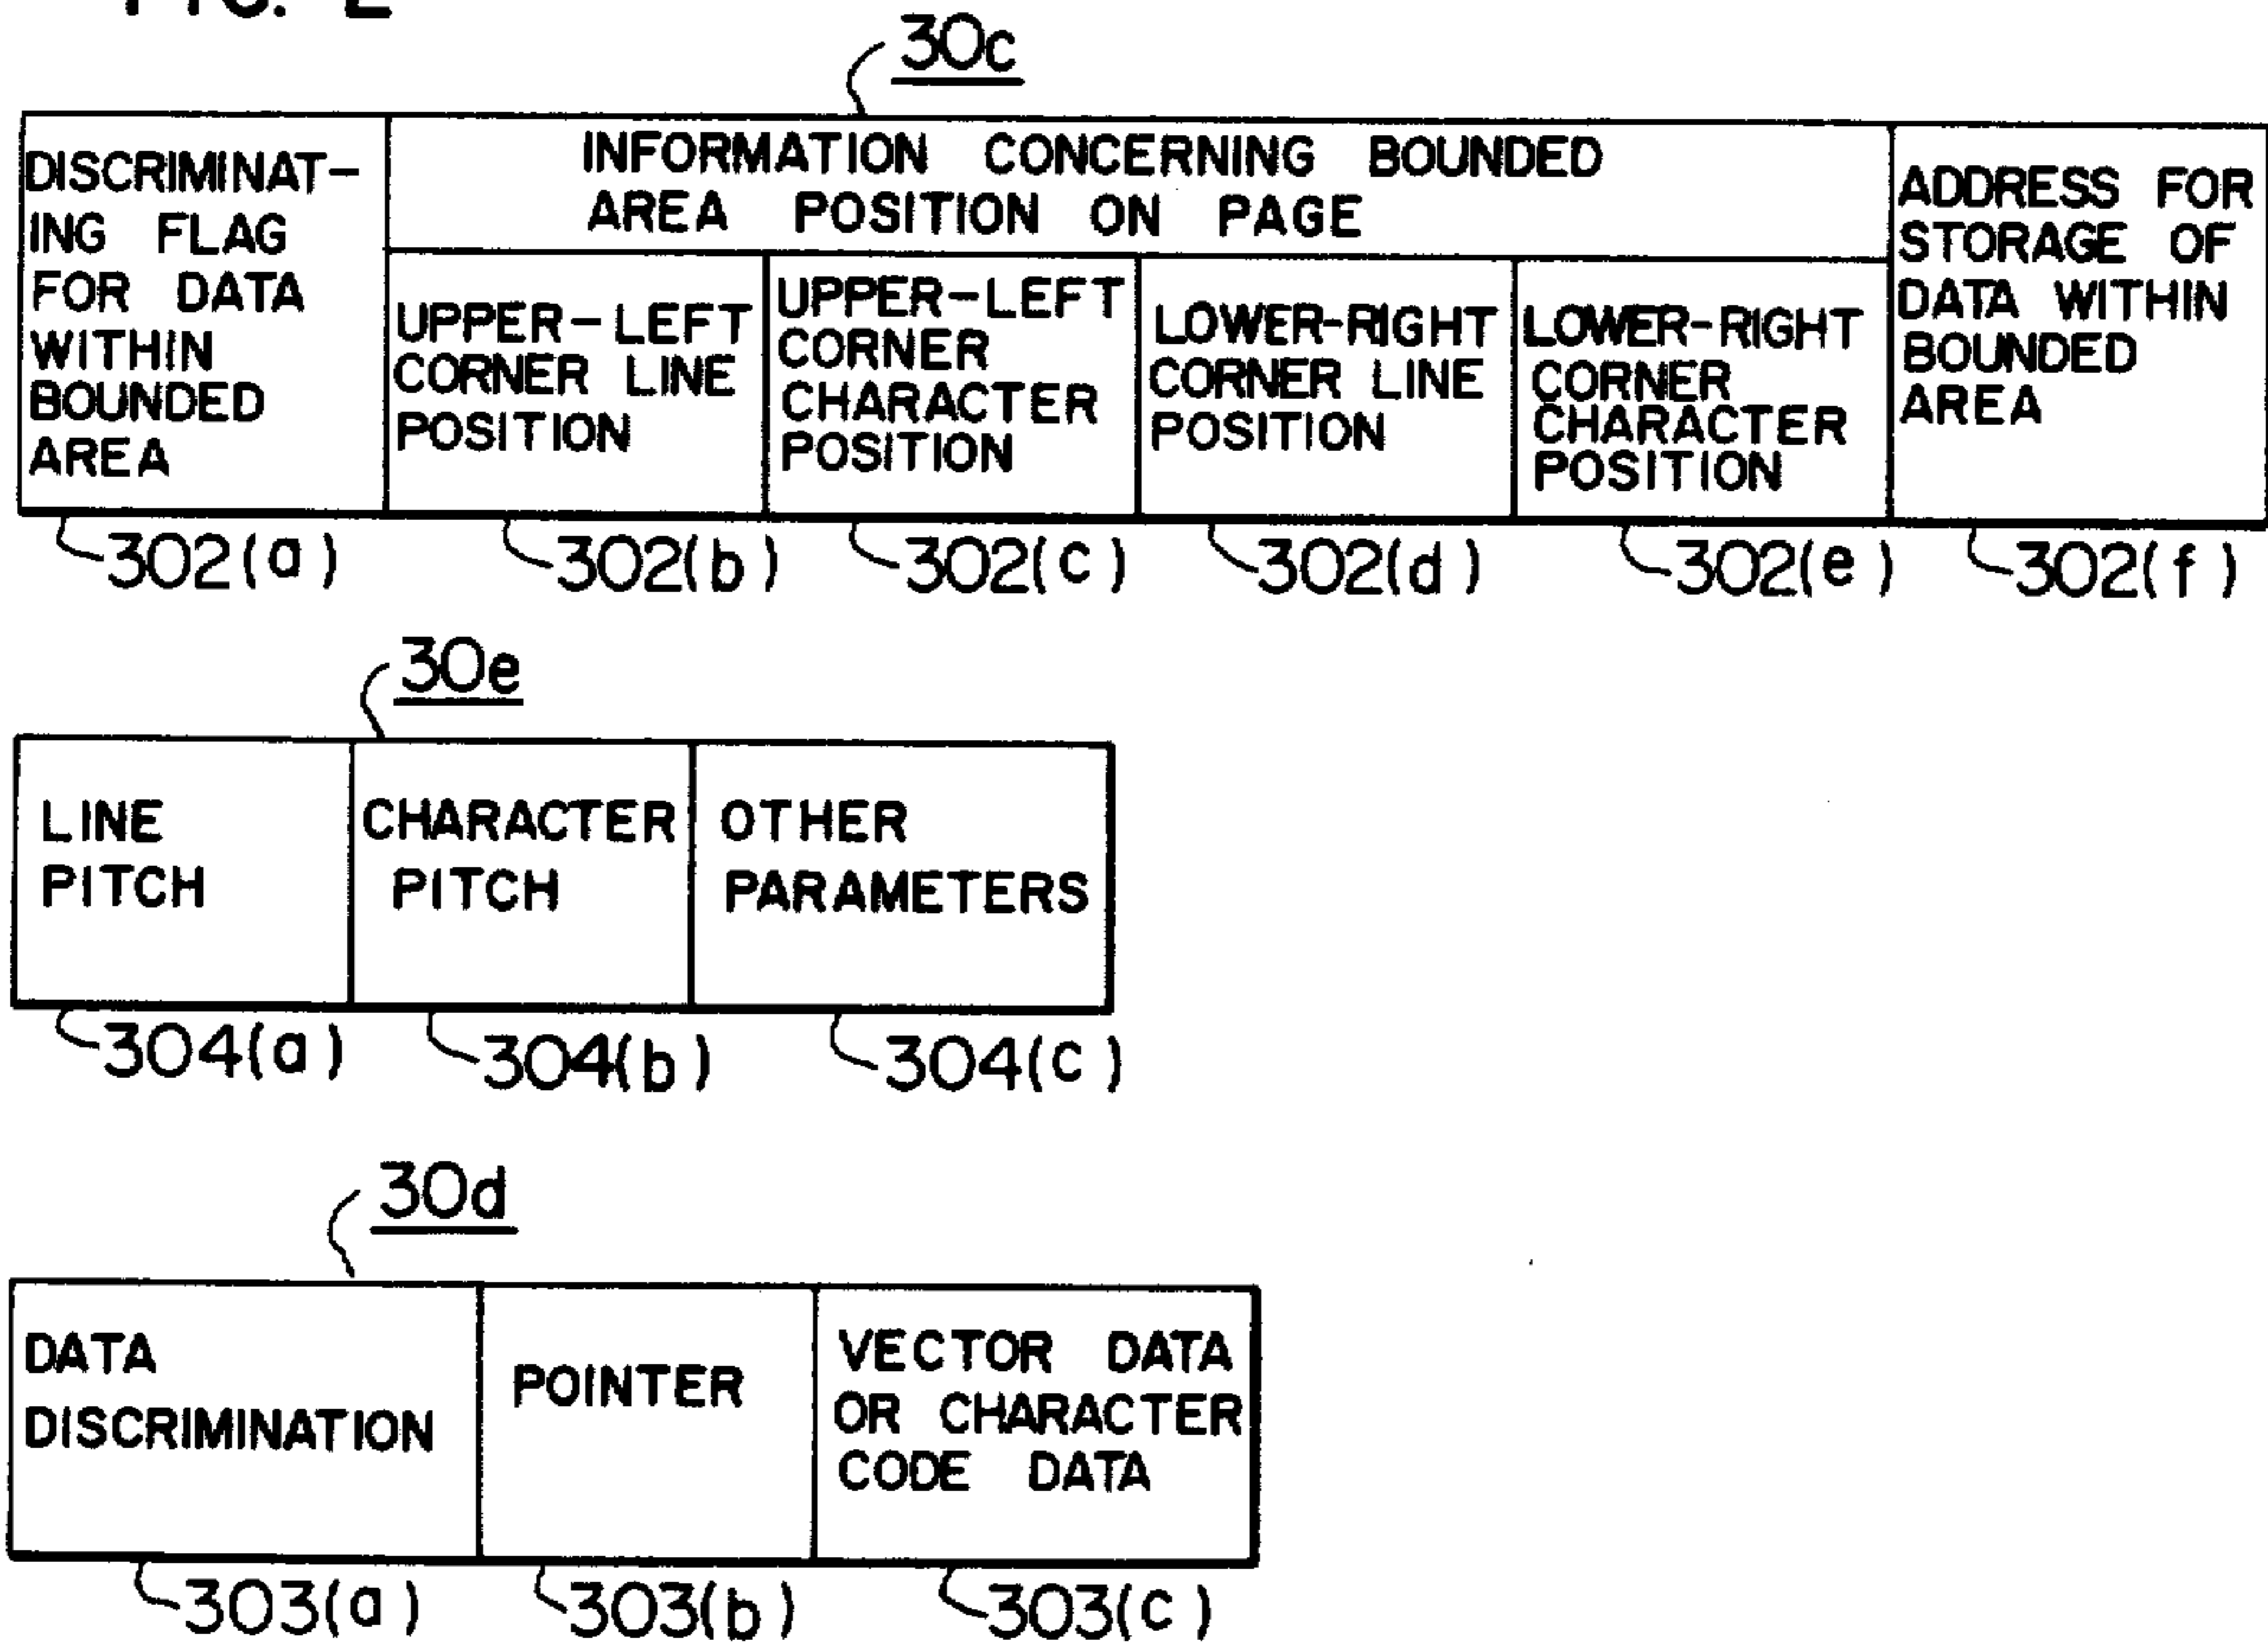 FIG. 2
30c
DISCRIMINAT-
ING FLAG
FOR DATA
WITHIN
BOUNDED
AREA
INFORMATION CONCERNING BOUNDED
AREA POSITION ON PAGE
UPPER-LEFT
CORNER LINE
POSITION
UPPER-LEFT
CORNER
CHARACTER
POSITION
LOWER-RIGHT
CORNER LINE
POSITION
LOWER-RIGHT
CORNER
CHARACTER
POSITION
ADDRESS FOR
STORAGE OF
DATA WITHIN
BOUNDED
AREA
302(a)
302(b)
302(c)
302(d)
302(e)
302(f)
30e
LINE
PITCH
CHARACTER
PITCH
OTHER
PARAMETERS
304(a)
304(b)
304(c)
30d
DATA
DISCRIMINATION
POINTER
VECTOR DATA
OR CHARACTER
CODE DATA
303(a)
303(b)
303(c)